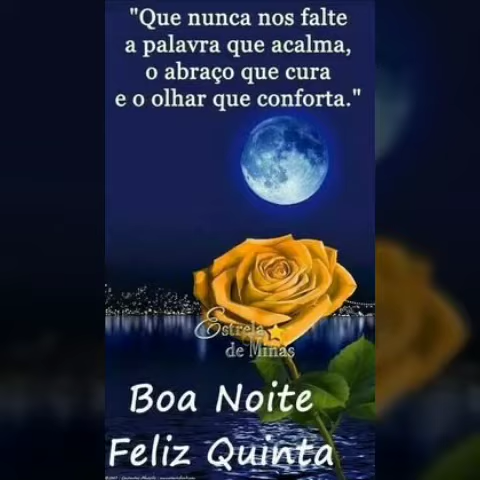 "Que nunca nos falte
a palavra que acalma,
o abraço que cura
e o olhar que conforta."
Estrela
de Minas
Boa Noite
Feliz Quinta